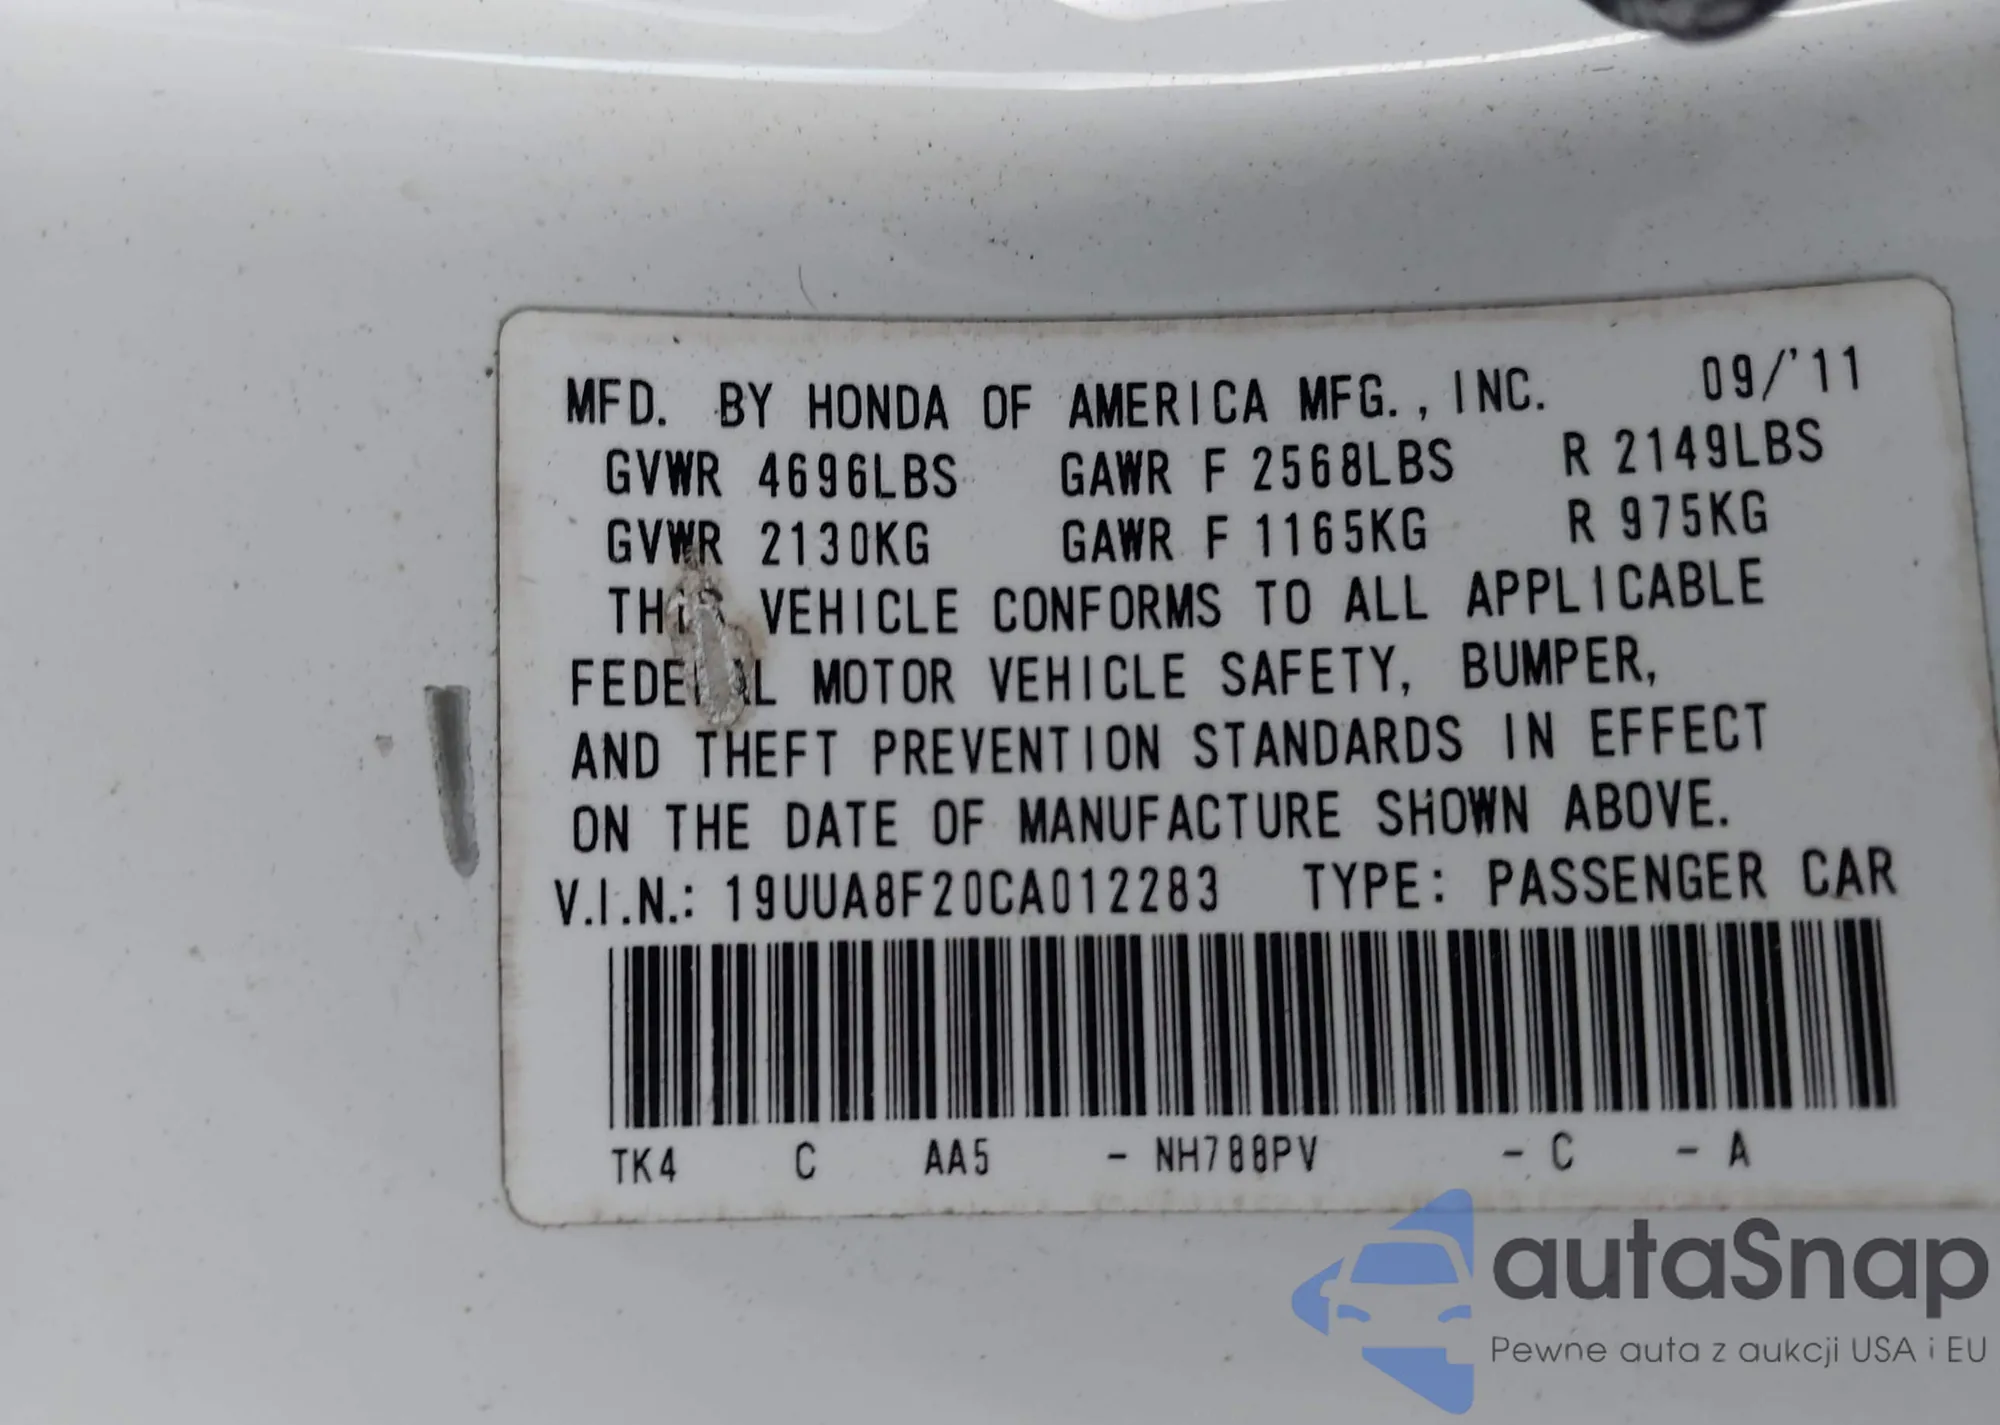 MFD. BY HONDA OF AMERICA MFG., INC. 09/'11
GVWR 4696LBS GAWR F 2568LBS R 2149LBS
GVWR 2130KG GAWR F 1165KG R 975KG
THIS VEHICLE CONFORMS TO ALL APPLICABLE
FEDERAL MOTOR VEHICLE SAFETY, BUMPER,
AND THEFT PREVENTION STANDARDS IN EFFECT
ON THE DATE OF MANUFACTURE SHOWN ABOVE.
V.I.N.: 19UUA8F20CA012283 TYPE: PASSENGER CAR
TK4 C AA5 - NH788PV - C - A
autaSnap
Pewne auta z aukcji USA i EU